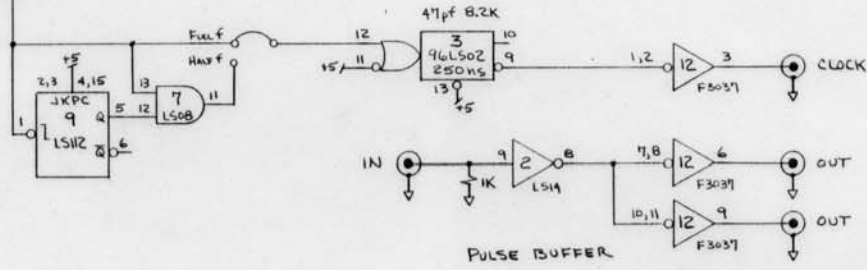 47pf 8.2K
FULL f
12
3
10
+5
HALF f
11
96LS02
9
1,2
12
3
CLOCK
+5
250ns
2,3
4,15
13
7
11
13
F3037
JKPC
5
12
LS08
+5
9
Q
1
LS112
Q
6
IN
9
2
8
7,8
12
6
OUT
1K
LS14
F3037
10,11
12
9
OUT
F3037
PULSE BUFFER